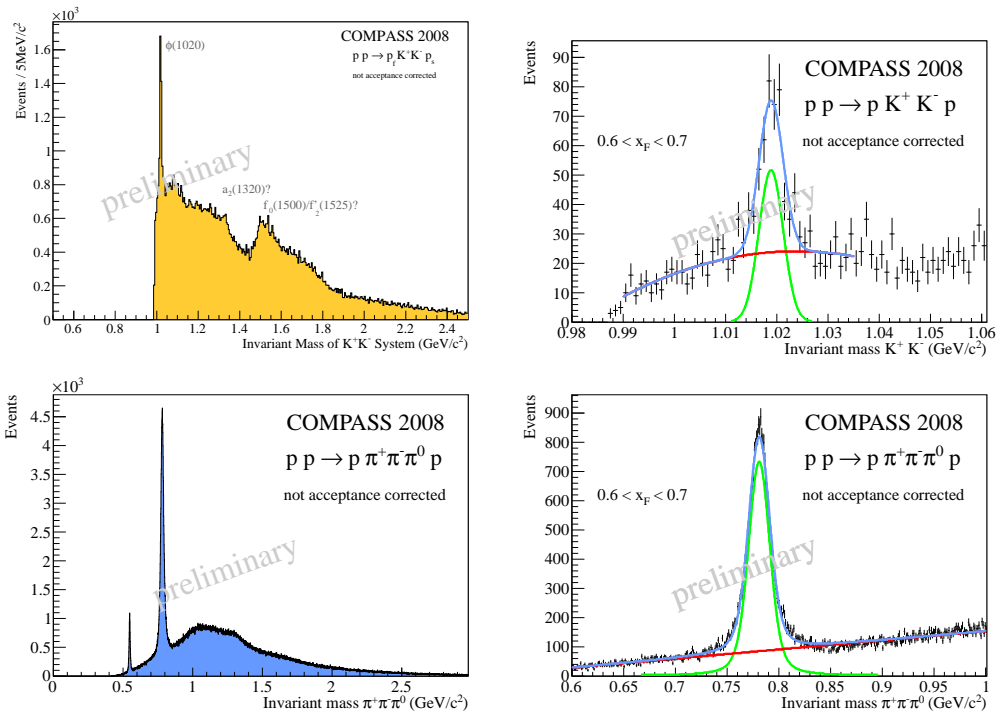 ×10³
Events / 5MeV/c²
1.6
1.4
1.2
1
0.8
0.6
0.4
0.2
0
0.6 0.8 1 1.2 1.4 1.6 1.8 2 2.2 2.4
Invariant Mass of K⁺K⁻ System (GeV/c²)
COMPASS 2008
p p → p_f K⁺K⁻ p_s
not acceptance corrected
φ(1020)
a₂(1320)?
f₀(1500)/f'₂(1525)?
preliminary
Events
90
80
70
60
50
40
30
20
10
0
0.98 0.99 1 1.01 1.02 1.03 1.04 1.05 1.06
Invariant mass K⁺ K⁻ (GeV/c²)
COMPASS 2008
p p → p K⁺ K⁻ p
0.6 < x_F < 0.7
not acceptance corrected
preliminary
×10³
Events
4.5
4
3.5
3
2.5
2
1.5
1
0.5
0
0 0.5 1 1.5 2 2.5
Invariant mass π⁺π⁻π⁰ (GeV/c²)
COMPASS 2008
p p → p π⁺π⁻π⁰ p
not acceptance corrected
preliminary
Events
900
800
700
600
500
400
300
200
100
0
0.6 0.65 0.7 0.75 0.8 0.85 0.9 0.95 1
Invariant mass π⁺π⁻π⁰ (GeV/c²)
COMPASS 2008
p p → p π⁺π⁻π⁰ p
0.6 < x_F < 0.7
not acceptance corrected
preliminary